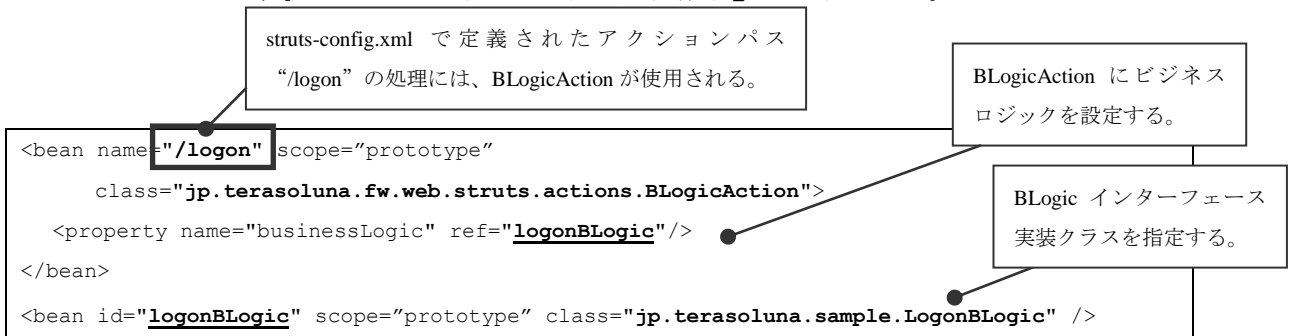 struts-config.xml で定義されたアクションパス
“/logon”の処理には、BLogicAction が使用される。
BLogicAction にビジネス
ロジックを設定する。
<bean name="/logon" scope=”prototype”
class="jp.terasoluna.fw.web.struts.actions.BLogicAction">
BLogic インターフェース
実装クラスを指定する。
<property name="businessLogic" ref="logonBLogic"/>
</bean>
<bean id="logonBLogic" scope=”prototype” class="jp.terasoluna.sample.LogonBLogic" />